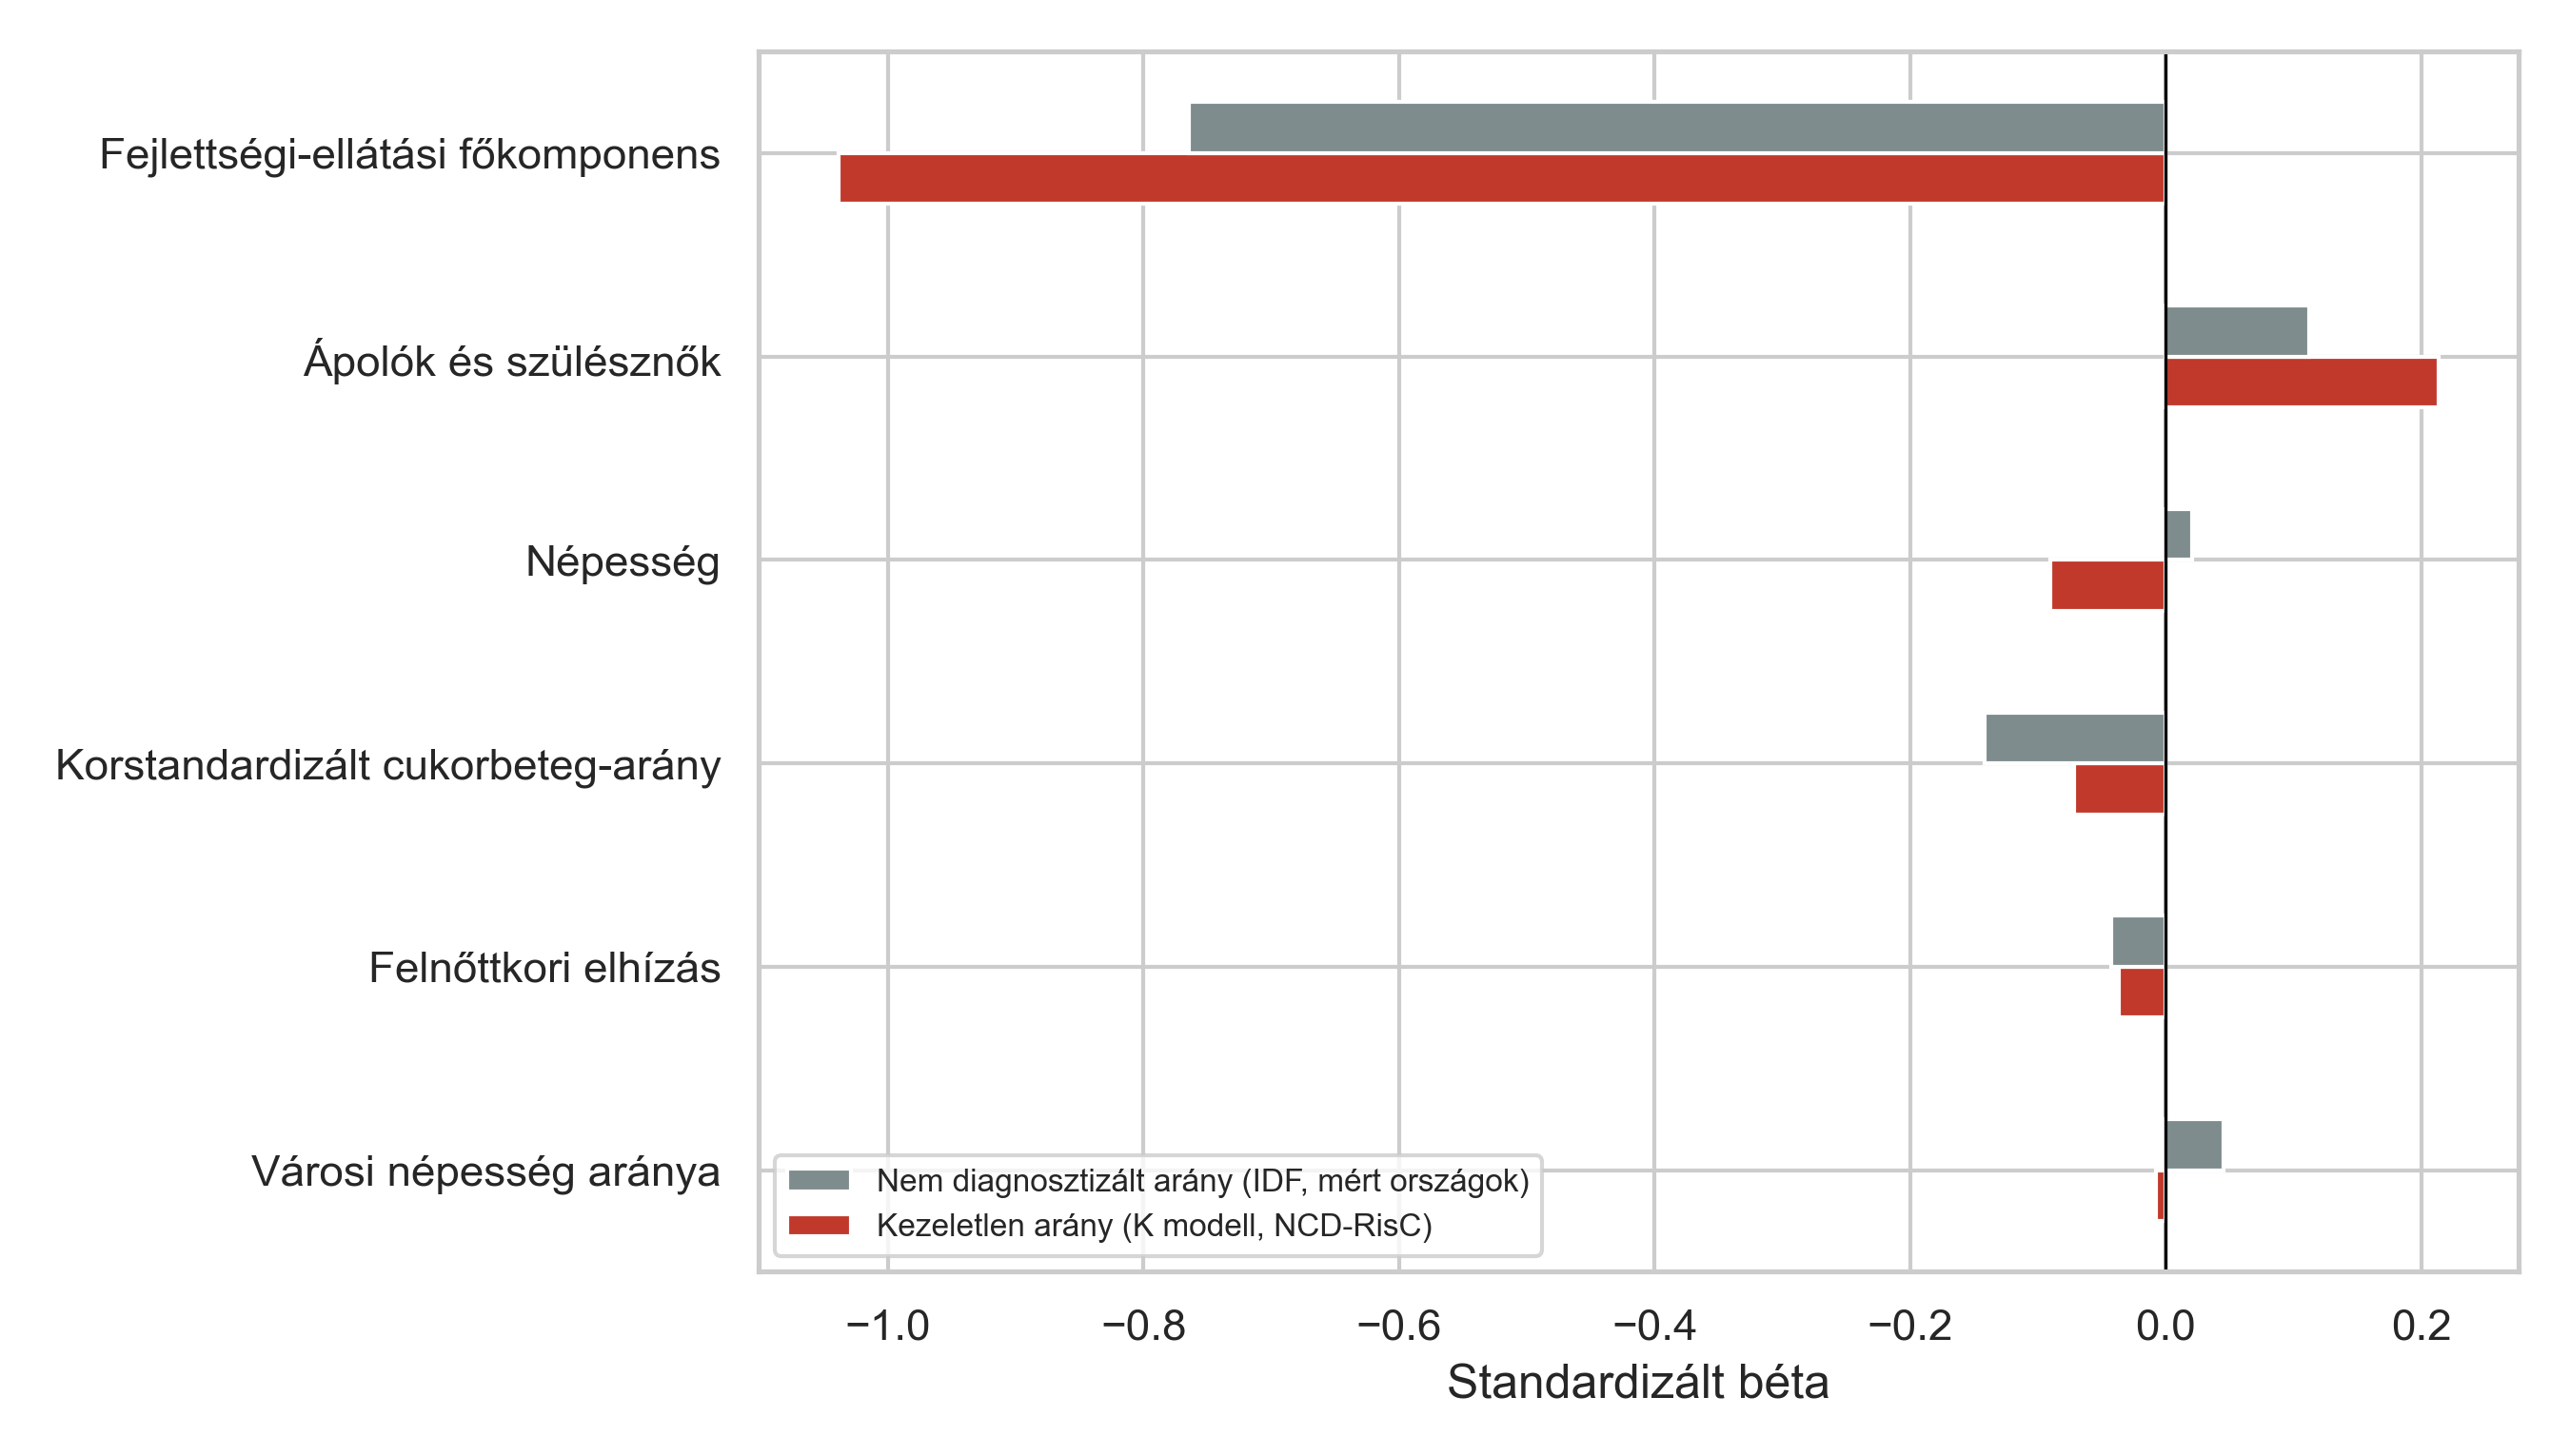 Fejlettségi-ellátási főkomponens
Ápolók és szülésznők
Népesség
Korstandardizált cukorbeteg-arány
Felnőttkori elhízás
Városi népesség aránya
Nem diagnosztizált arány (IDF, mért országok)
Kezeletlen arány (K modell, NCD-RisC)
−1.0 −0.8 −0.6 −0.4 −0.2 0.0 0.2
Standardizált béta